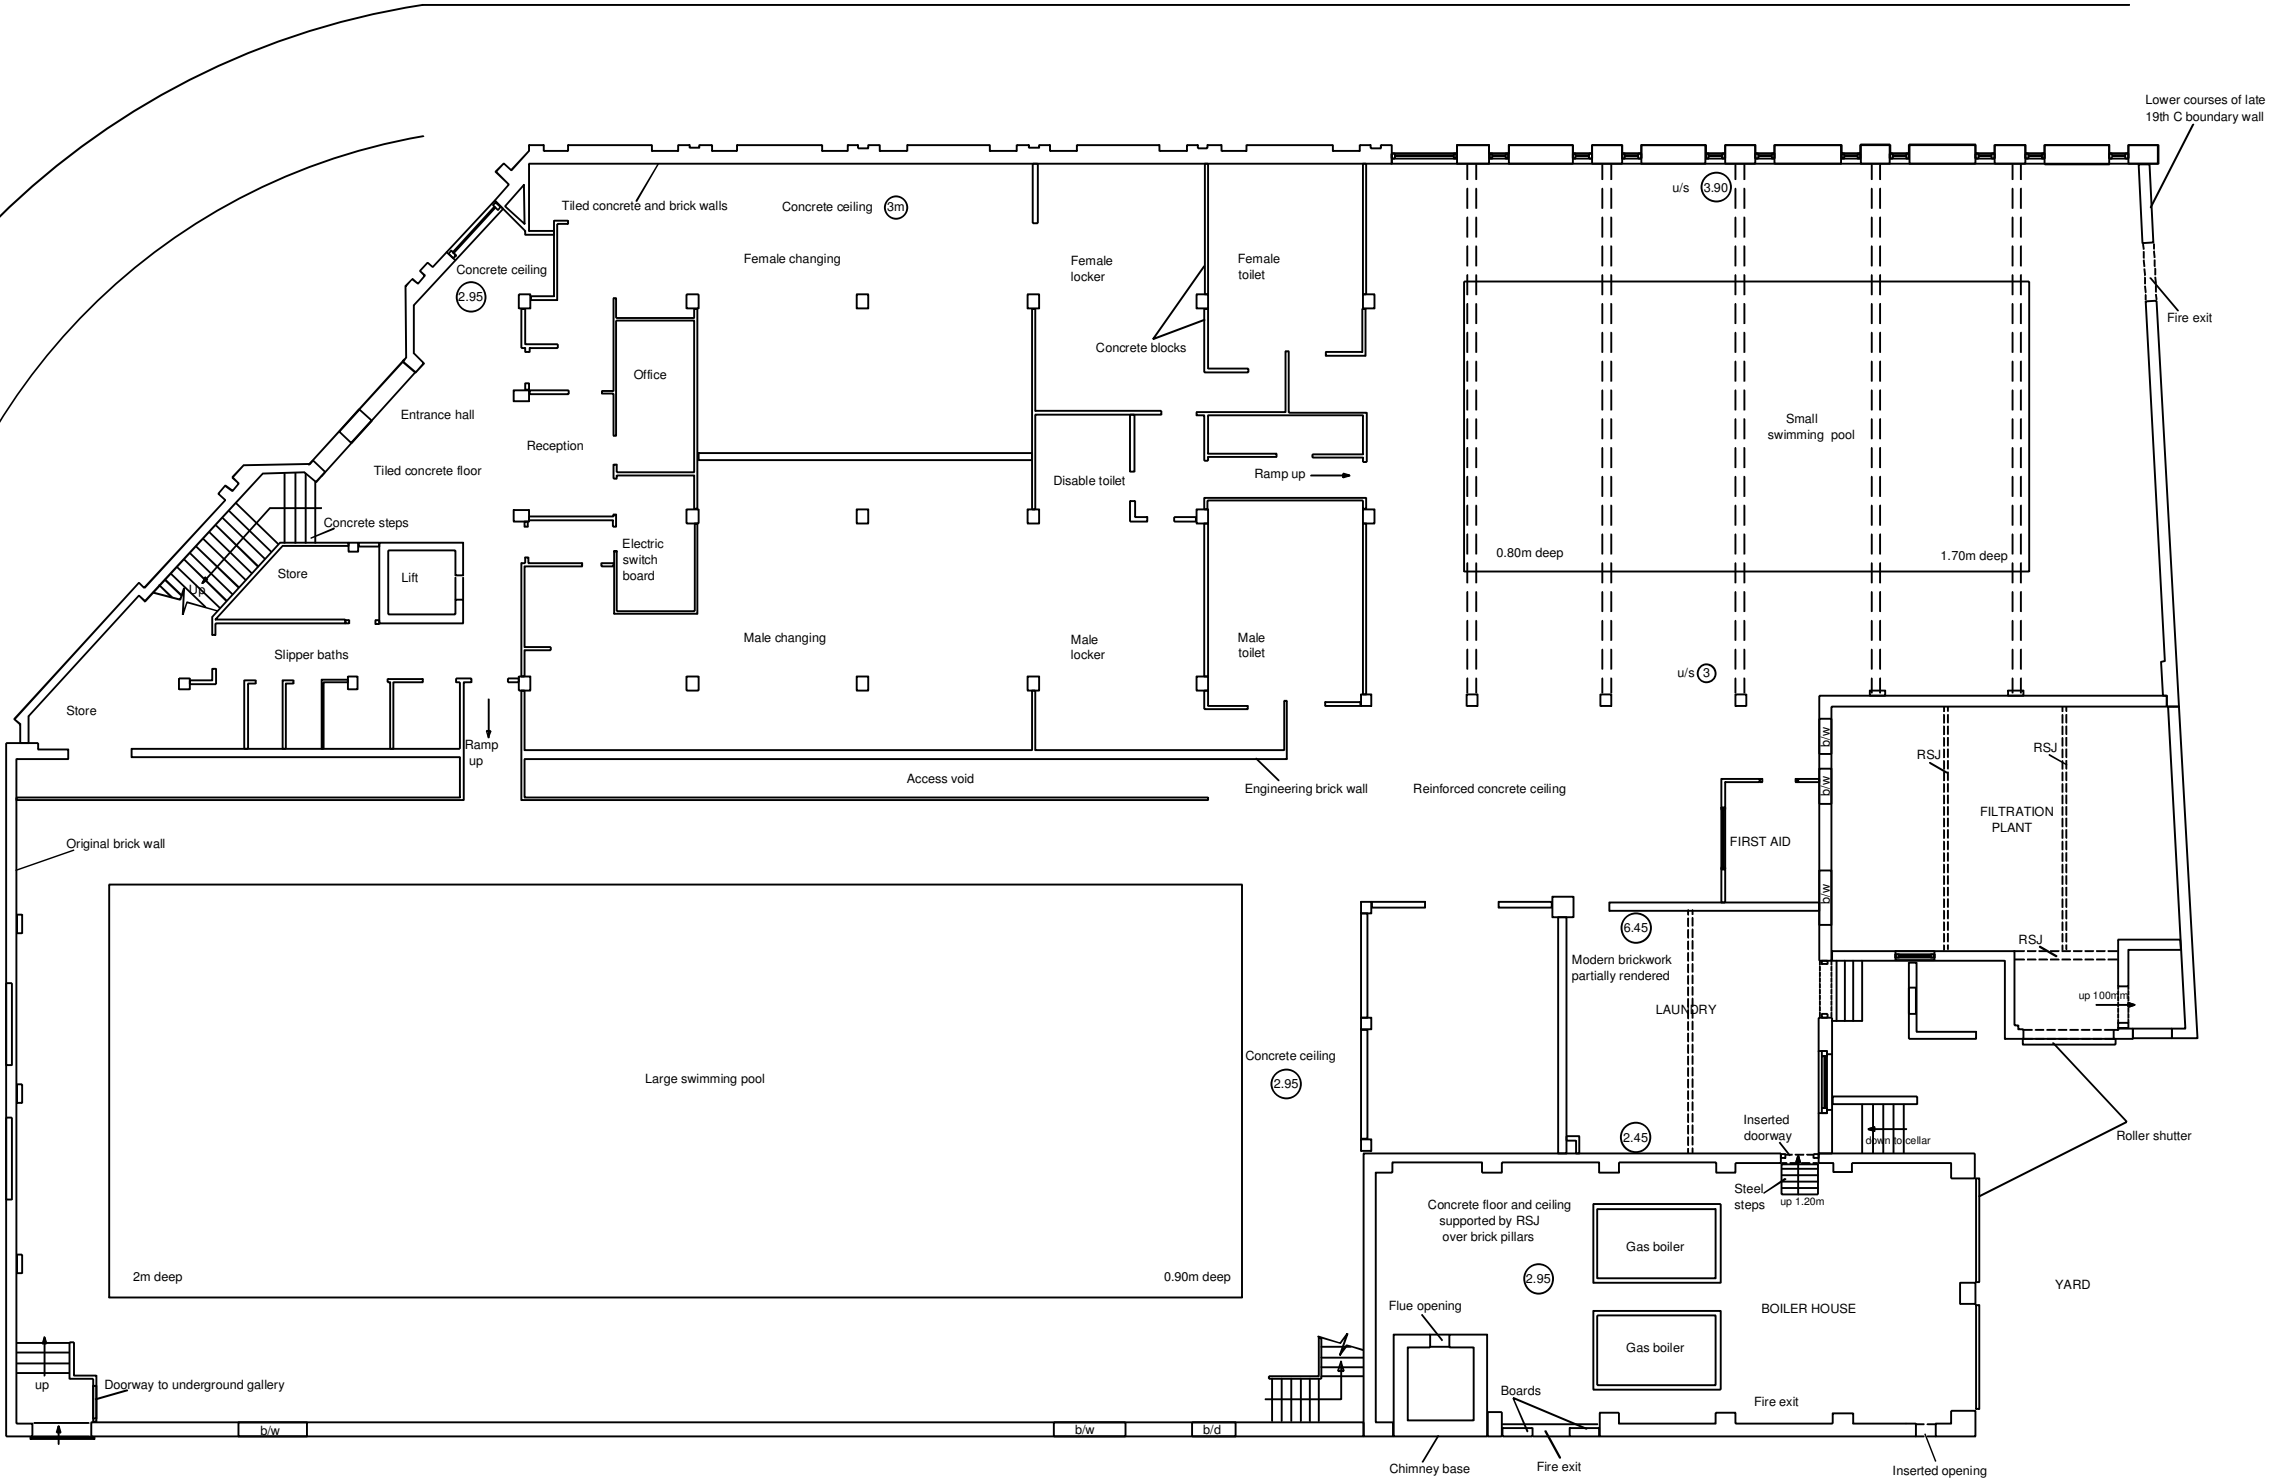 Lower courses of late
19th C boundary wall
Tiled concrete and brick walls
Concrete ceiling
3m
u/s
3.90
Female changing
Female
locker
Female
toilet
Concrete ceiling
2.95
Fire exit
Concrete blocks
Office
Entrance hall
Reception
Small
swimming pool
Tiled concrete floor
Disable toilet
Ramp up
Concrete steps
0.80m deep
1.70m deep
Electric
switch
board
Store
Lift
Up
Male changing
Male
locker
Male
toilet
Slipper baths
u/s
3
Store
Ramp
up
b/w
RSJ
RSJ
Access void
Engineering brick wall
Reinforced concrete ceiling
b/w
FILTRATION
PLANT
Original brick wall
FIRST AID
b/w
6.45
RSJ
Modern brickwork
partially rendered
up 100mm
LAUNDRY
Concrete ceiling
2.95
Large swimming pool
Inserted
doorway
2.45
down to cellar
Roller shutter
Steel
steps
up 1.20m
Concrete floor and ceiling
supported by RSJ
over brick pillars
Gas boiler
2.95
2m deep
0.90m deep
YARD
Flue opening
BOILER HOUSE
Gas boiler
up
Doorway to underground gallery
Boards
Fire exit
b/w
b/w
b/d
Chimney base
Fire exit
Inserted opening